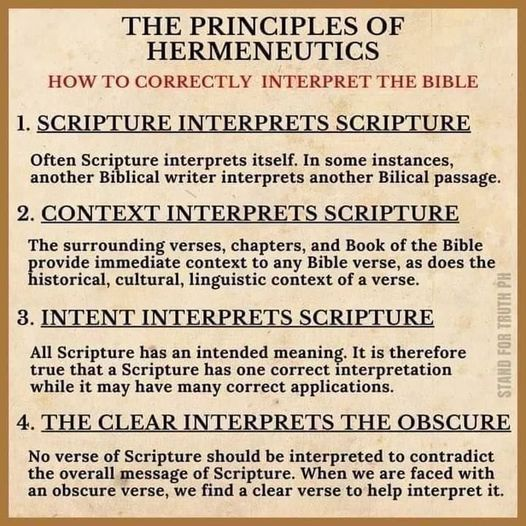 THE PRINCIPLES OF
HERMENEUTICS
HOW TO CORRECTLY INTERPRET THE BIBLE
1. SCRIPTURE INTERPRETS SCRIPTURE
Often Scripture interprets itself. In some instances,
another Biblical writer interprets another Bilical passage.
2. CONTEXT INTERPRETS SCRIPTURE
The surrounding verses, chapters, and Book of the Bible
provide immediate context to any Bible verse, as does the
historical, cultural, linguistic context of a verse.
3. INTENT INTERPRETS SCRIPTURE
All Scripture has an intended meaning. It is therefore
true that a Scripture has one correct interpretation
while it may have many correct applications.
4. THE CLEAR INTERPRETS THE OBSCURE
No verse of Scripture should be interpreted to contradict
the overall message of Scripture. When we are faced with
an obscure verse, we find a clear verse to help interpret it.
STAND FOR TRUTH PH